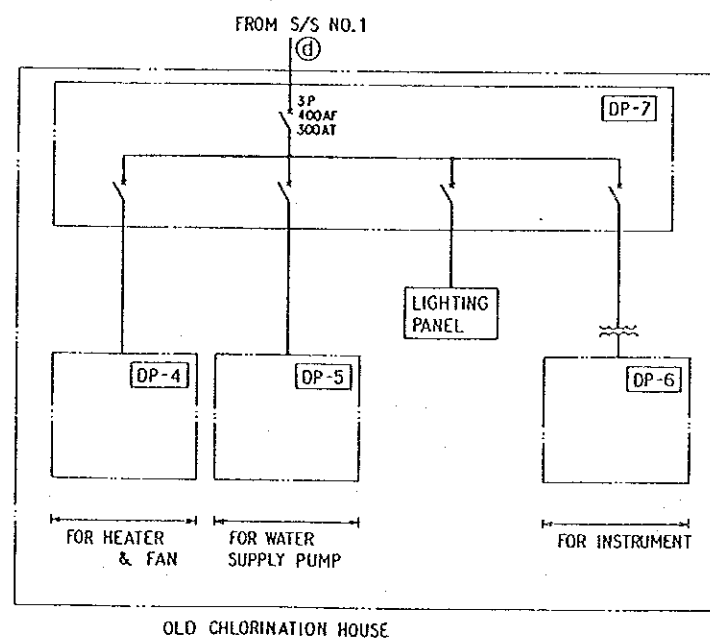 FROM S/S NO.1
d
3P
400AF
300AT
DP-7
LIGHTING
PANEL
DP-4
DP-5
DP-6
FOR HEATER
& FAN
FOR WATER
SUPPLY PUMP
FOR INSTRUMENT
OLD CHLORINATION HOUSE